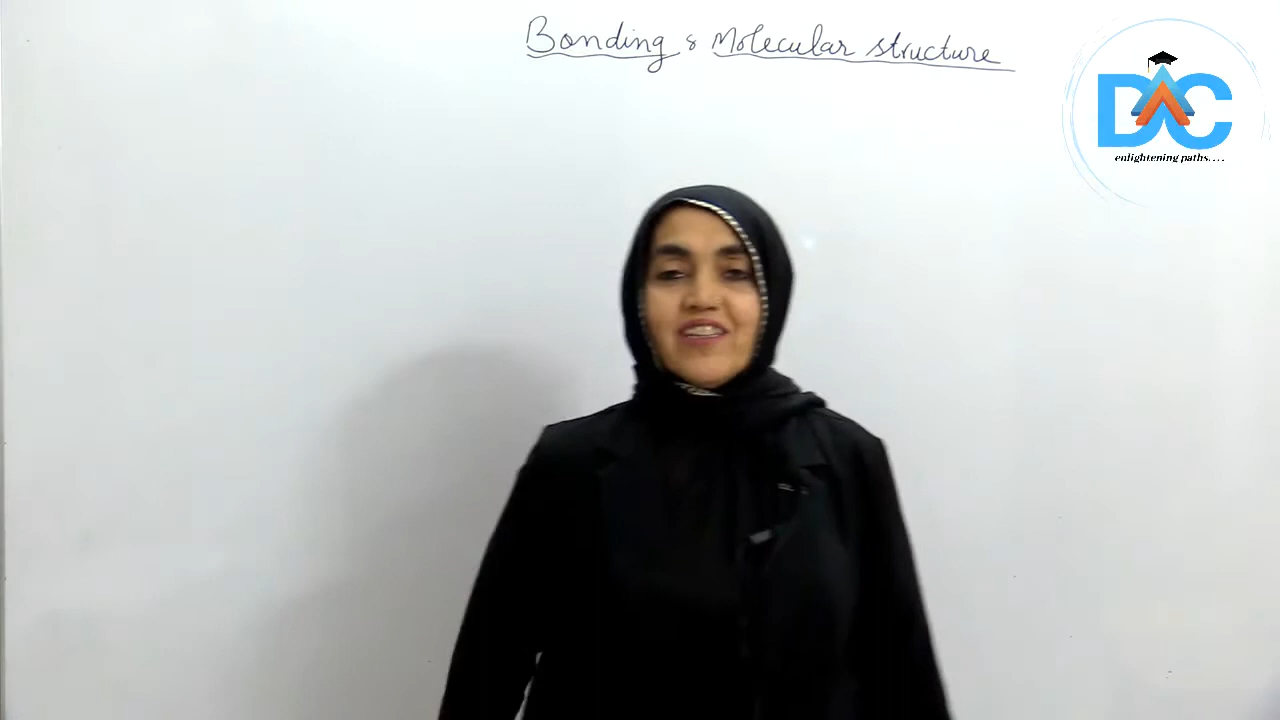 Bonding & Molecular structure
DAC
enlightening paths....